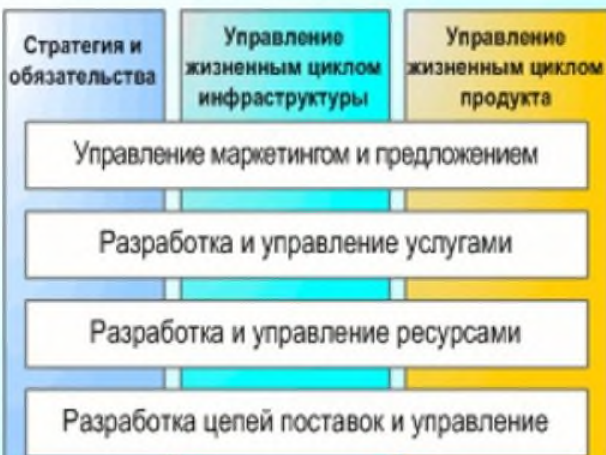 Стратегия и
обязательства
Управление
жизненным циклом
инфраструктуры
Управление
жизненным циклом
продукта
Управление маркетингом и предложением
Разработка и управление услугами
Разработка и управление ресурсами
Разработка цепей поставок и управление